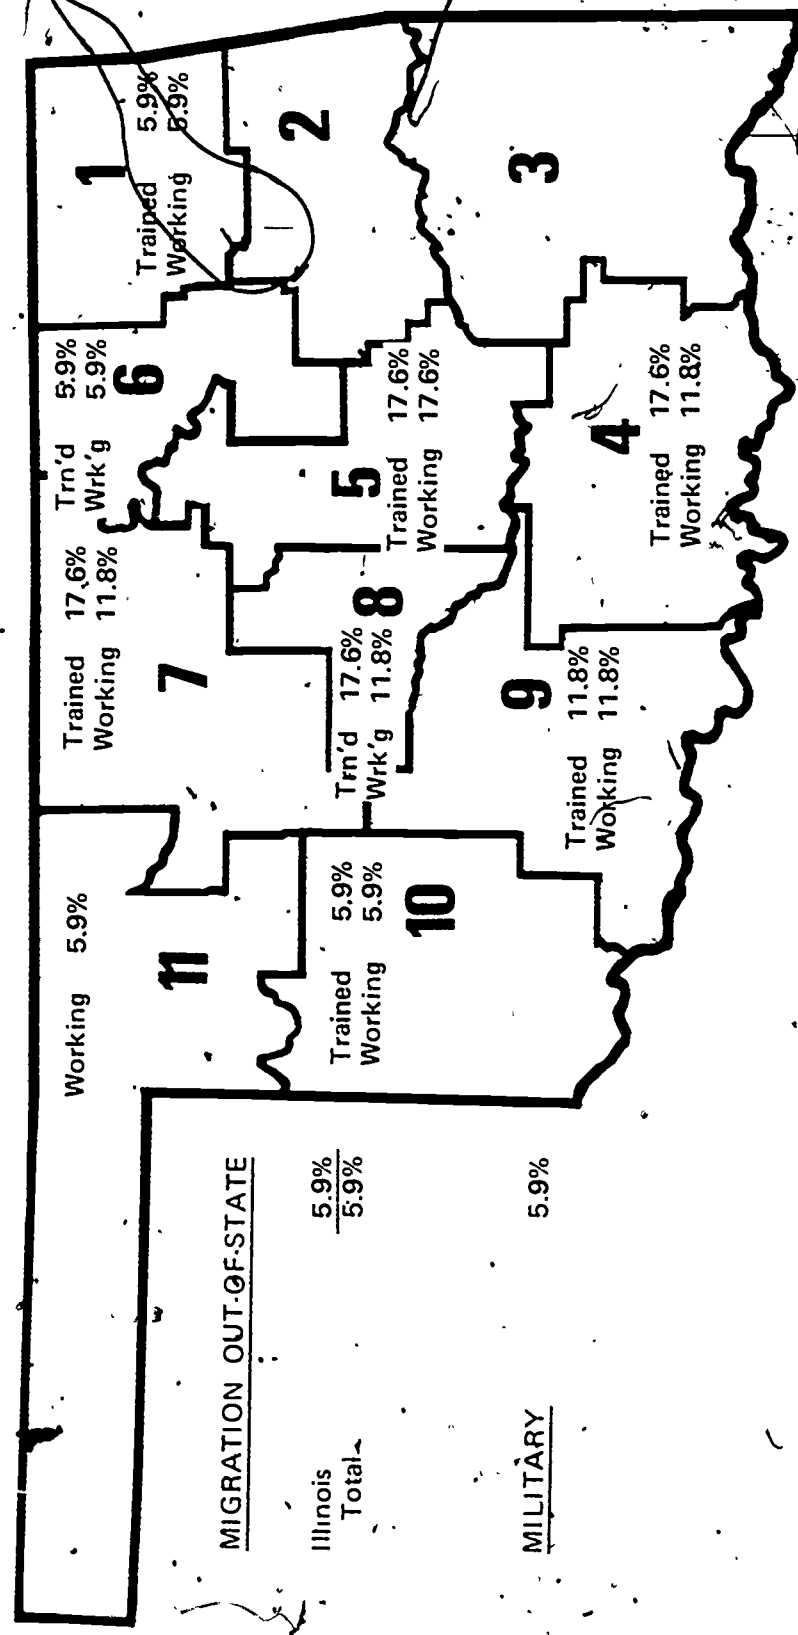 Working 5.9%
11
Trained 17.6%
Working 11.8%
7
Trn'd 5.9%
Wrk'g 5.9%
6
1
Trained 5.9%
Working 5.9%
2
MIGRATION OUT-OF-STATE
Illinois 5.9%
Total 5.9%
Trained 5.9%
Working 5.9%
10
Trn'd 17.6%
Wrk'g 11.8%
8
5
Trained 17.6%
Working 17.6%
3
MILITARY 5.9%
9
Trained 11.8%
Working 11.8%
4
Trained 17.6%
Working 11.8%